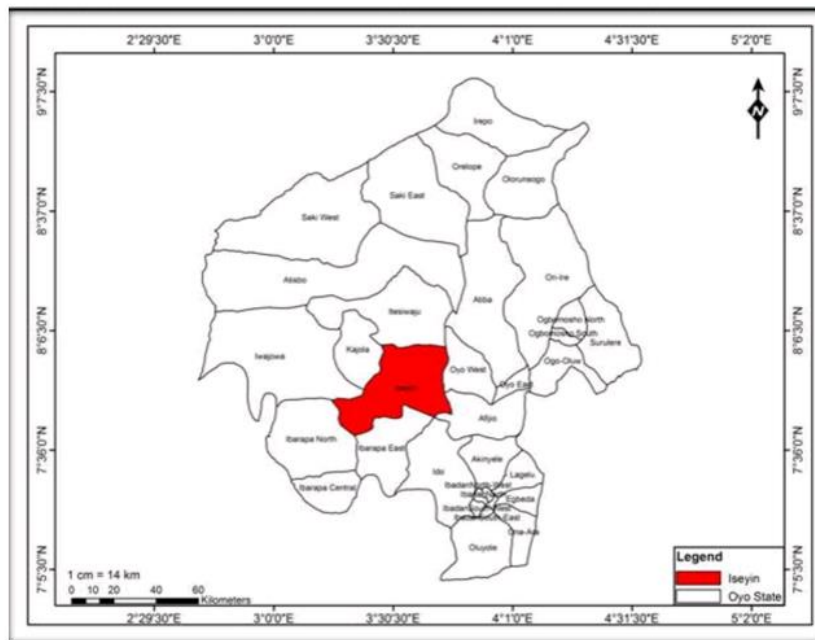 2°29'30"E 3°0'0"E 3°30'30"E 4°1'0"E 4°31'30"E 5°2'0"E
9°7'30"N 9°7'30"N
N
Irepo
Orelope
Olorunsogo
Saki East
Saki West
8°37'0"N 8°37'0"N
Atisbo
Ori-Ire
Atiba
Itesiwaju
Ogbomosho North
8°6'30"N 8°6'30"N
Ogbomosho South
Surulere
Kajola
Iwajowa
Ogo-Oluw
Oyo West
Oyo East
Iseyin
Afijio
Ibarapa North
7°36'0"N 7°36'0"N
Ibarapa East
Akinyele
Ido
Lagelu
Ibarapa Central
Egbeda
Ona-Ara
Oluyole
Legend
Iseyin
Oyo State
7°5'30"N 7°5'30"N
1 cm = 14 km
0 10 20 40 60
Kilometers
2°29'30"E 3°0'0"E 3°30'30"E 4°1'0"E 4°31'30"E 5°2'0"E